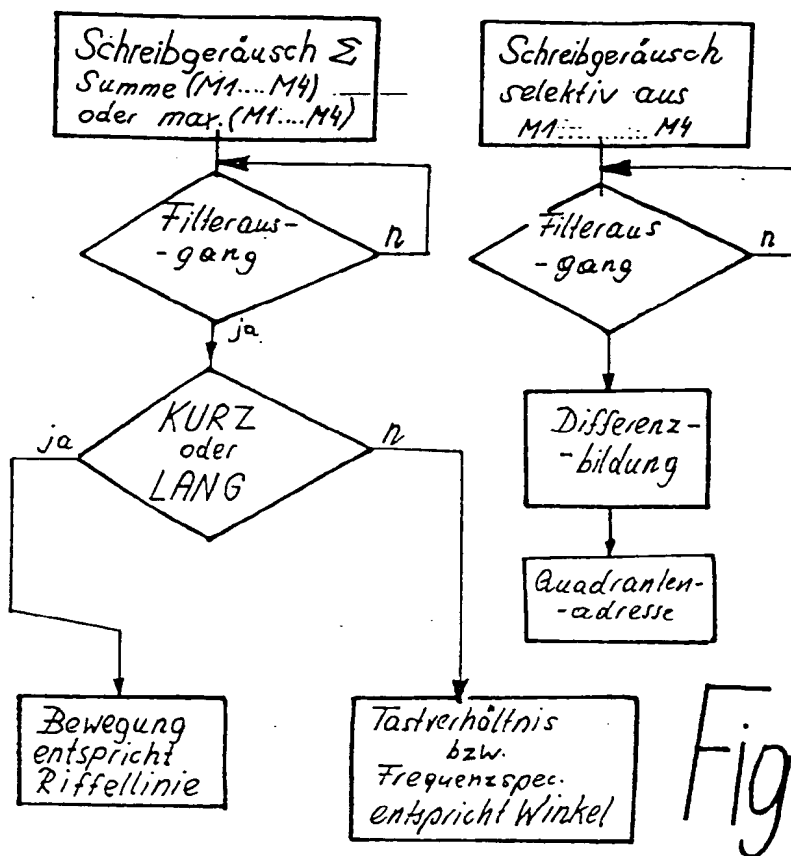 Schreibgeräusch Σ
Summe (M1....M4)
oder max. (M1....M4)
Filteraus-
-gang
n
ja
KURZ
oder
LANG
ja
n
Bewegung
entspricht
Riffellinie
Tastverhältnis
bzw.
Frequenzspec.
entspricht Winkel
Schreibgeräusch
selektiv aus
M1............M4
Filteraus
-gang
n
Differenz-
-bildung
Quadranten-
-adresse
Fig